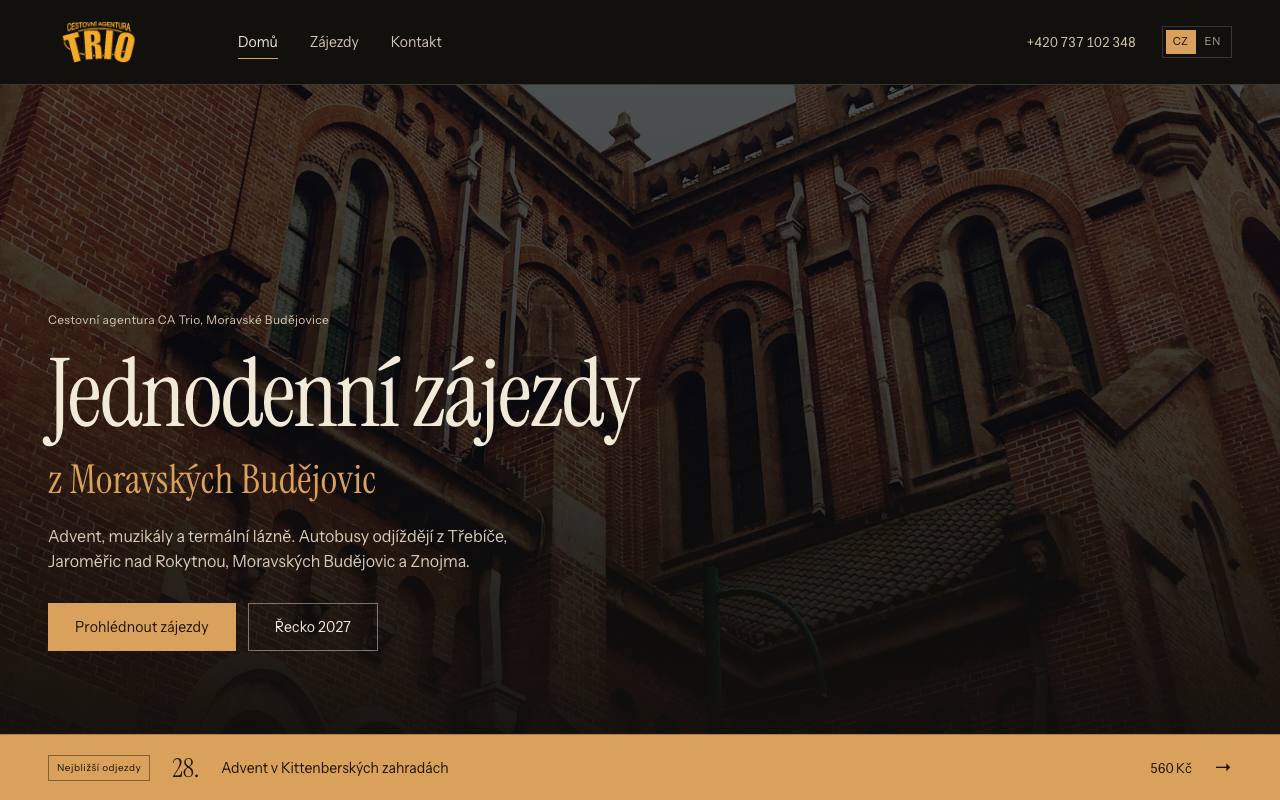 CESTOVNÍ AGENTURA
TRIO
Domů
Zájezdy
Kontakt
+420 737 102 348
CZ
EN
Cestovní agentura CA Trio, Moravské Budějovice
Jednodenní zájezdy
z Moravských Budějovic
Advent, muzikály a termální lázně. Autobusy odjíždějí z Třebíče,
Jaroměřic nad Rokytnou, Moravských Budějovic a Znojma.
Prohlédnout zájezdy
Řecko 2027
Nejbližší odjezdy
28.
Advent v Kittenberských zahradách
560 Kč
→